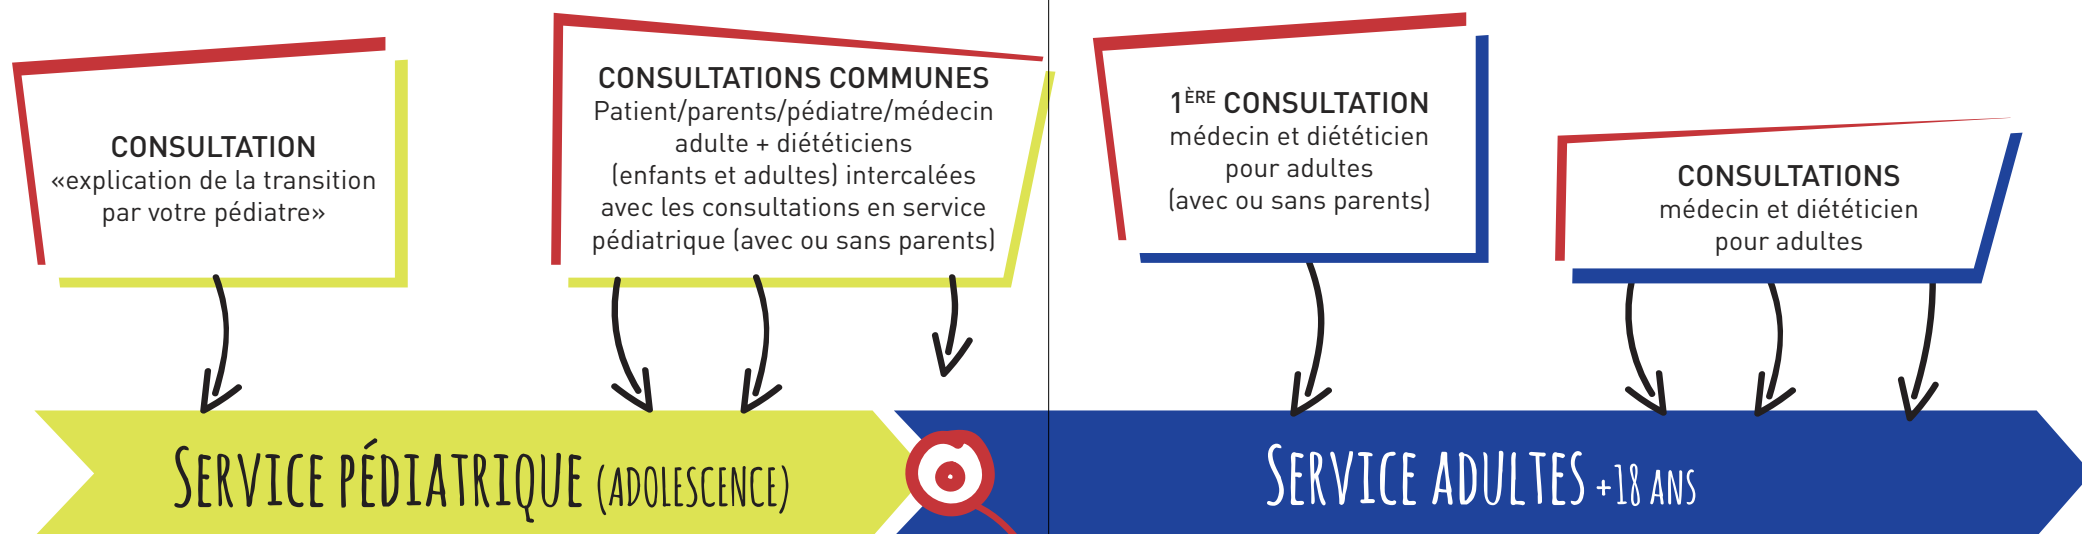 CONSULTATION
«explication de la transition
par votre pédiatre»
CONSULTATIONS COMMUNES
Patient/parents/pédiatre/médecin
adulte + diététiciens
(enfants et adultes) intercalées
avec les consultations en service
pédiatrique (avec ou sans parents)
1ÈRE CONSULTATION
médecin et diététicien
pour adultes
(avec ou sans parents)
CONSULTATIONS
médecin et diététicien
pour adultes
SERVICE PÉDIATRIQUE (ADOLESCENCE)
SERVICE ADULTES +18 ANS